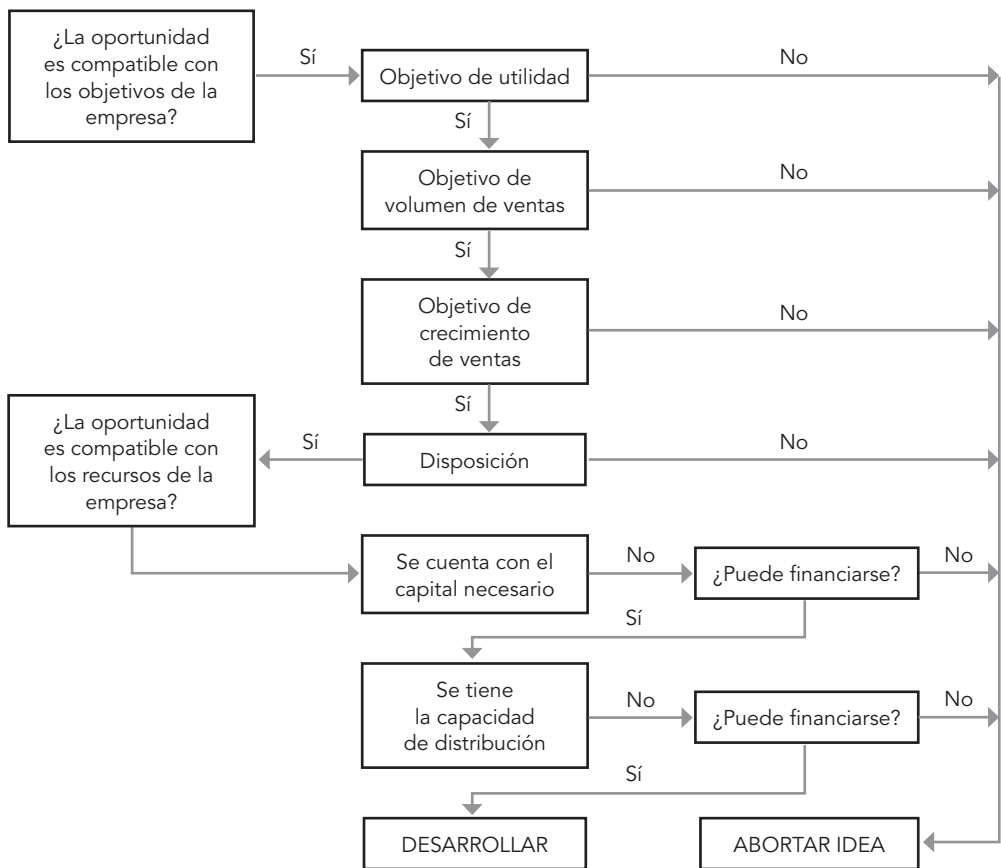 ¿La oportunidad
es compatible con
los objetivos de la
empresa?
Sí
Objetivo de utilidad
No
Sí
Objetivo de
volumen de ventas
No
Sí
Objetivo de
crecimiento
de ventas
No
Sí
¿La oportunidad
es compatible con
los recursos de la
empresa?
Sí
Disposición
No
Se cuenta con el
capital necesario
No
¿Puede financiarse?
No
Sí
Se tiene
la capacidad
de distribución
No
¿Puede financiarse?
No
Sí
DESARROLLAR
ABORTAR IDEA